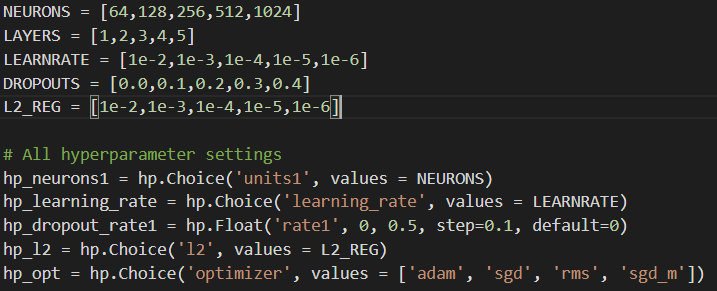 NEURONS = [64,128,256,512,1024]
LAYERS = [1,2,3,4,5]
LEARNRATE = [1e-2,1e-3,1e-4,1e-5,1e-6]
DROPOUTS = [0.0,0.1,0.2,0.3,0.4]
L2_REG = [1e-2,1e-3,1e-4,1e-5,1e-6]
# All hyperparameter settings
hp_neurons1 = hp.Choice('units1', values = NEURONS)
hp_learning_rate = hp.Choice('learning_rate', values = LEARNRATE)
hp_dropout_rate1 = hp.Float('rate1', 0, 0.5, step=0.1, default=0)
hp_l2 = hp.Choice('l2', values = L2_REG)
hp_opt = hp.Choice('optimizer', values = ['adam', 'sgd', 'rms', 'sgd_m'])